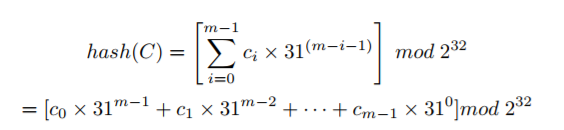 hash(C) = [∑_{i=0}^{m−1} c_i × 31^{(m−i−1)}] mod 2^{32}
= [c_0 × 31^{m−1} + c_1 × 31^{m−2} + ⋯ + c_{m−1} × 31^0]mod 2^{32}